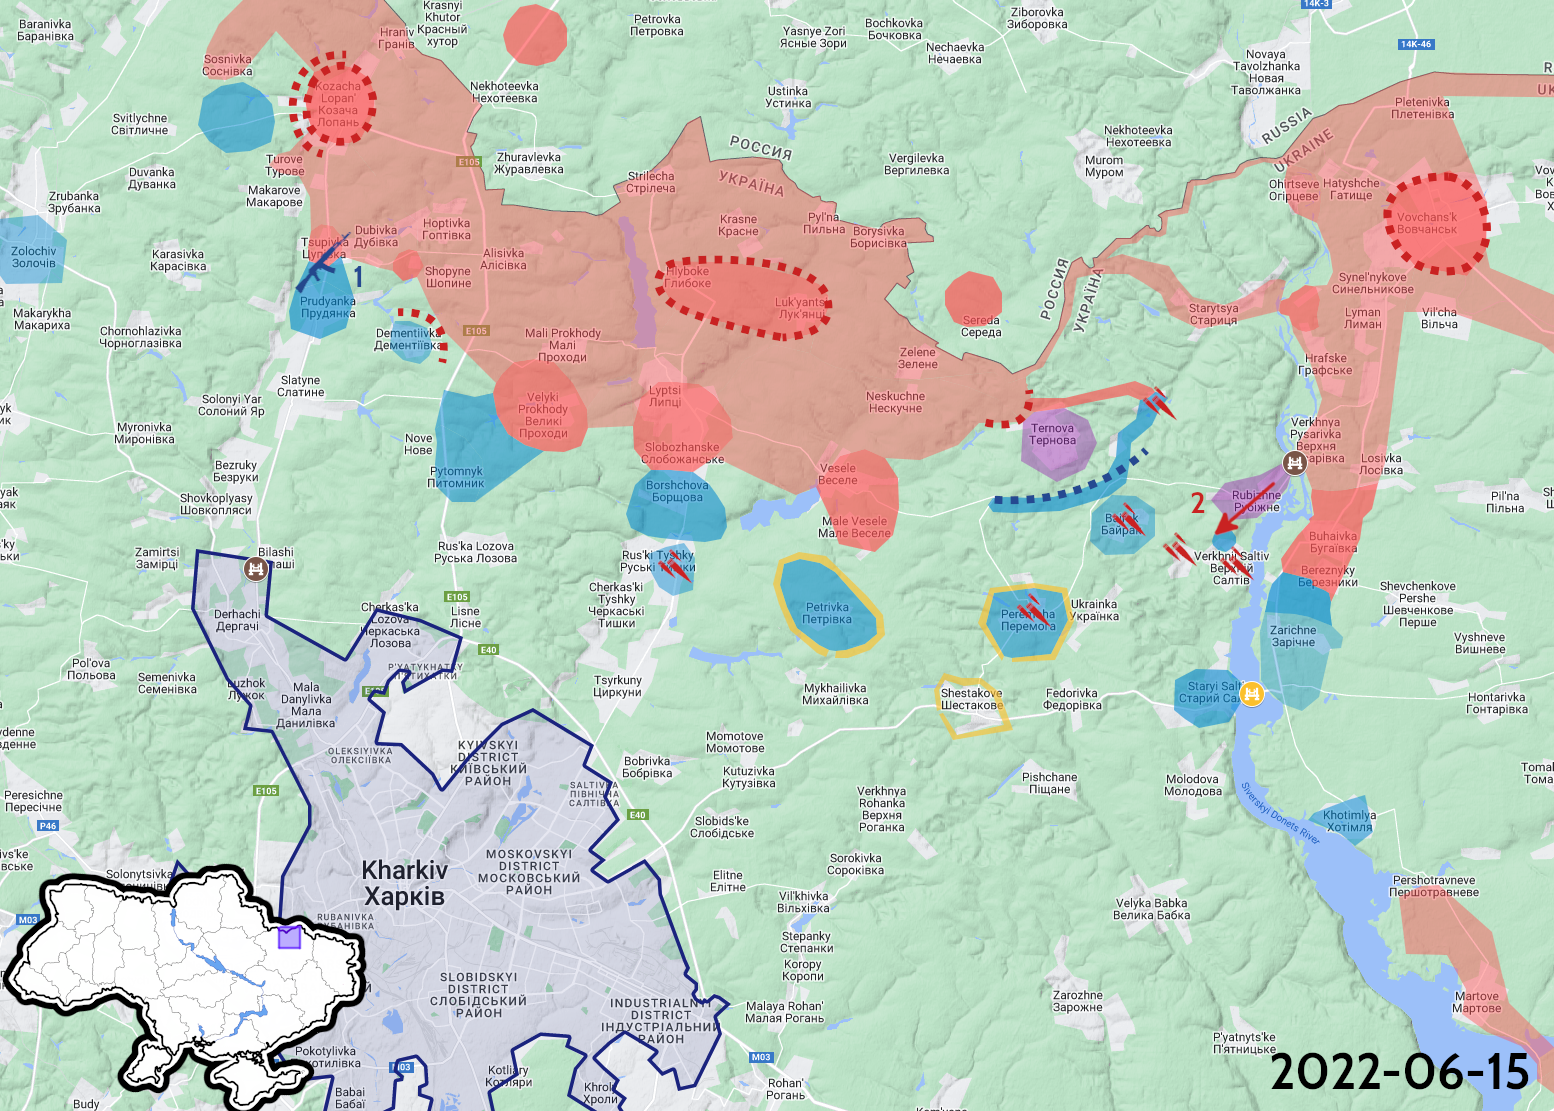 Baranivka
Баранівка
Krasnyi
Khutor
Красный
хутор
Petrovka
Петровка
Yasnye Zori
Ясные Зори
Bochkovka
Бочковка
Ziborovka
Зиборовка
14K-3
14K-46
Nechaevka
Нечаевка
Novaya
Tavolzhanka
Новая
Таволжанка
Hraniv
Гранів
Sosnivka
Соснівка
Kozacha
Lopan'
Козача
Лопань
Nekhoteevka
Нехотеевка
Ustinka
Устинка
Svitlychne
Світличне
Pletenivka
Плетенівка
RUSSIA
UKRAINE
Nekhoteevka
Нехотеевка
Murom
Муром
РОССИЯ
УКРАЇНА
Vergilevka
Вергилевка
E105
Zhuravlevka
Журавлевка
Turove
Турове
Makarove
Макарове
Duvanka
Дуванка
Zrubanka
Зрубанка
Strilecha
Стрілеча
Ohirtseve
Огірцеве
Hatyshche
Гатище
Vovchans'k
Вовчанськ
Krasne
Красне
Pyl'na
Пильна
Borysivka
Борисівка
Hoptivka
Гоптівка
Dubivka
Дубівка
Tsupivka
Цупівка
Alisivka
Алісівка
Shopyne
Шопине
Karasivka
Карасівка
Zolochiv
Золочів
1
Prudyanka
Прудянка
Hlyboke
Глибоке
Luk'yantsi
Лук'янці
Sereda
Середа
РОССИЯ
УКРАЇНА
Synel'nykove
Синельникове
Starytsya
Стариця
Lyman
Лиман
Vil'cha
Вільча
Makarykha
Макариха
Chornohlazivka
Чорноглазівка
Dementiivka
Дементіївка
E105
Mali Prokhody
Малі
Проходи
Zelene
Зелене
Hrafske
Графське
Slatyne
Слатине
Solonyi Yar
Солоний Яр
Velyki
Prokhody
Великі
Проходи
Lyptsi
Липці
Neskuchne
Нескучне
Myronivka
Миронівка
Nove
Нове
Slobozhanske
Слобожанське
Ternova
Тернова
Verkhnya
Pysarivka
Верхня
Losivka
Лосівка
Bezruky
Безруки
Pytomnyk
Питомник
Borshchova
Борщова
Vesele
Веселе
Shovkoplyasy
Шовкопляси
2
Rubizhne
Рубіжне
Pil'na
Пільна
Male Vesele
Мале Веселе
Байрак
Zamirtsi
Замірці
Bilashi
Rus'ka Lozova
Руська Лозова
Rus'ki Tyshky
Руські Тишки
Verkhnii Saltiv
Верхній
Салтів
Buhaivka
Бугаївка
Bereznyky
Березники
Cherkas'ki
Tyshky
Черкаські
Тишки
E105
Lisne
Лісне
Cherkas'ka
Lozova
Черкаська
Лозова
Derhachi
Дергачі
Petrivka
Петрівка
Peremoha
Перемога
Ukrainka
Українка
Shevchenkove
Pershe
Шевченкове
Перше
Zarichne
Зарічне
Vyshneve
Вишневе
E40
P'YATYKHATKY
П'ЯТИХАТКИ
Pol'ova
Польова
Semenivka
Семенівка
Luzhok
Лужок
Mala
Danylivka
Мала
Данилівка
Tsyrkuny
Циркуни
Mykhailivka
Михайлівка
Shestakove
Шестакове
Fedorivka
Федорівка
Staryi Saltiv
Старий Салтів
Hontarivka
Гонтарівка
OLEKSIYIVKA
ОЛЕКСІЇВКА
KYIVSKYI
DISTRICT
КИЇВСЬКИЙ
РАЙОН
Momotove
Момотове
Bobrivka
Бобрівка
Kutuzivka
Кутузівка
Pishchane
Піщане
Molodova
Молодова
E105
SALTIVKA
ПІВНІЧНА
САЛТІВКА
Verkhnya
Rohanka
Верхня
Роганка
Siverskyi Donets River
Peresichne
Пересічне
P46
E40
Slobids'ke
Слобідське
Khotimlya
Хотімля
Kharkiv
Харків
MOSKOVSKYI
DISTRICT
МОСКОВСЬКИЙ
РАЙОН
Sorokivka
Сороківка
Solonytsivka
Elitne
Елітне
Pershotravneve
Першотравневе
M03
Vil'khivka
Вільхівка
Velyka Babka
Велика Бабка
RUBANIVKA
Stepanky
Степанки
Koropy
Коропи
SLOBIDSKYI
DISTRICT
СЛОБІДСЬКИЙ
РАЙОН
INDUSTRIALNYI
DISTRICT
ІНДУСТРІАЛЬНИЙ
РАЙОН
Malaya Rohan'
Малая Рогань
Zarozhne
Зарожне
Martove
Мартове
P'yatnyts'ke
П'ятницьке
Pokotylivka
M03
M03
Kotliary
Котляри
Rohan'
Рогань
Babai
Бабаї
Khroly
Хроли
Budy
2022-06-15